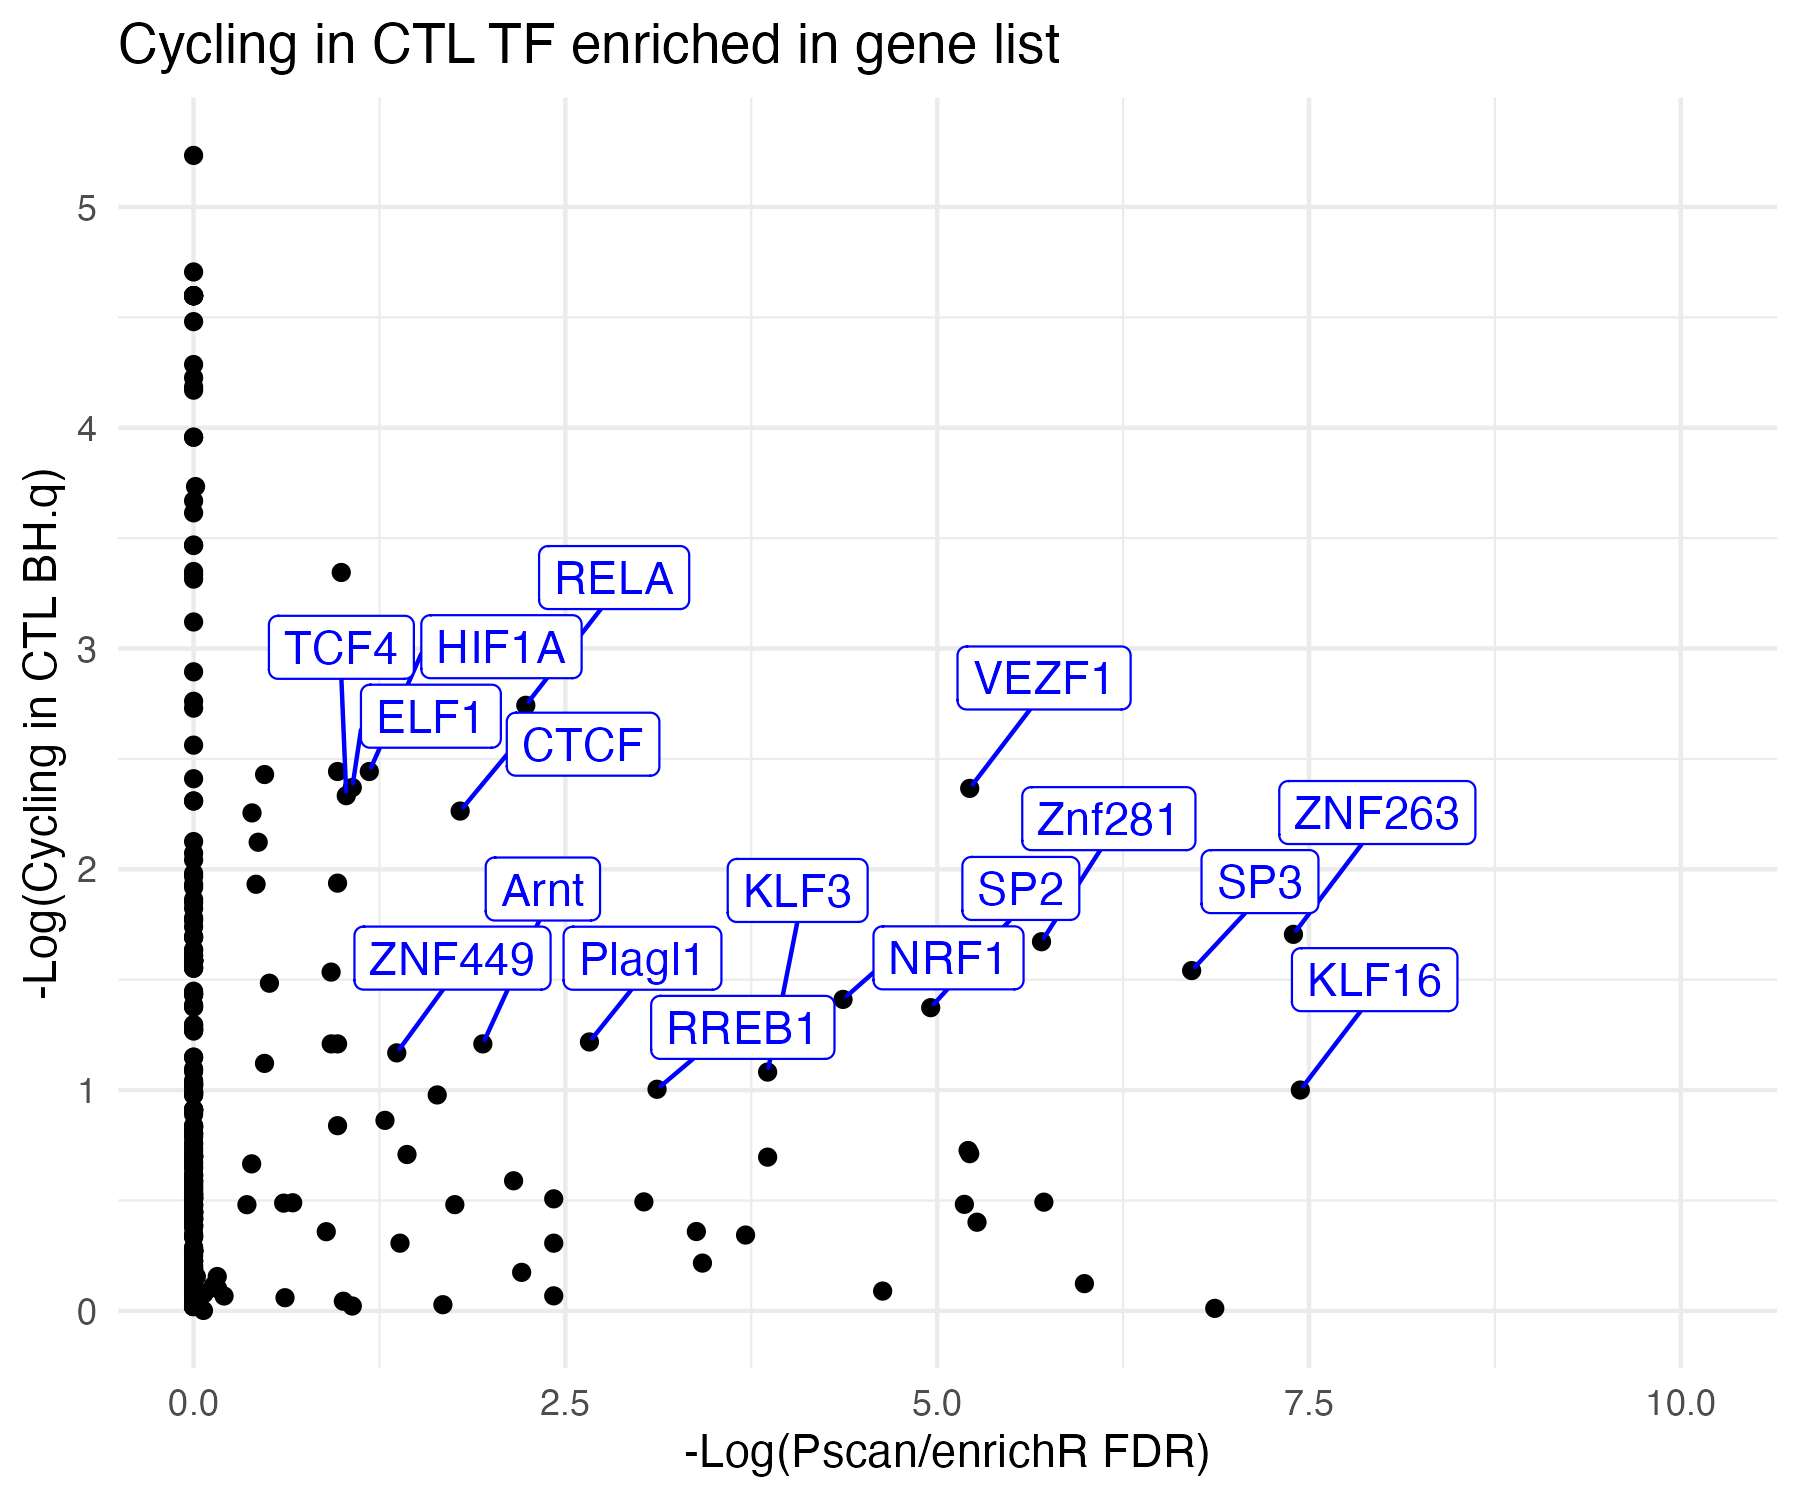 Cycling in CTL TF enriched in gene list
-Log(Cycling in CTL BH.q)
5
4
3
2
1
0
RELA
TCF4
HIF1A
VEZF1
ELF1
CTCF
Znf281
ZNF263
Arnt
KLF3
SP2
SP3
ZNF449
Plagl1
NRF1
KLF16
RREB1
0.0
2.5
5.0
7.5
10.0
-Log(Pscan/enrichR FDR)